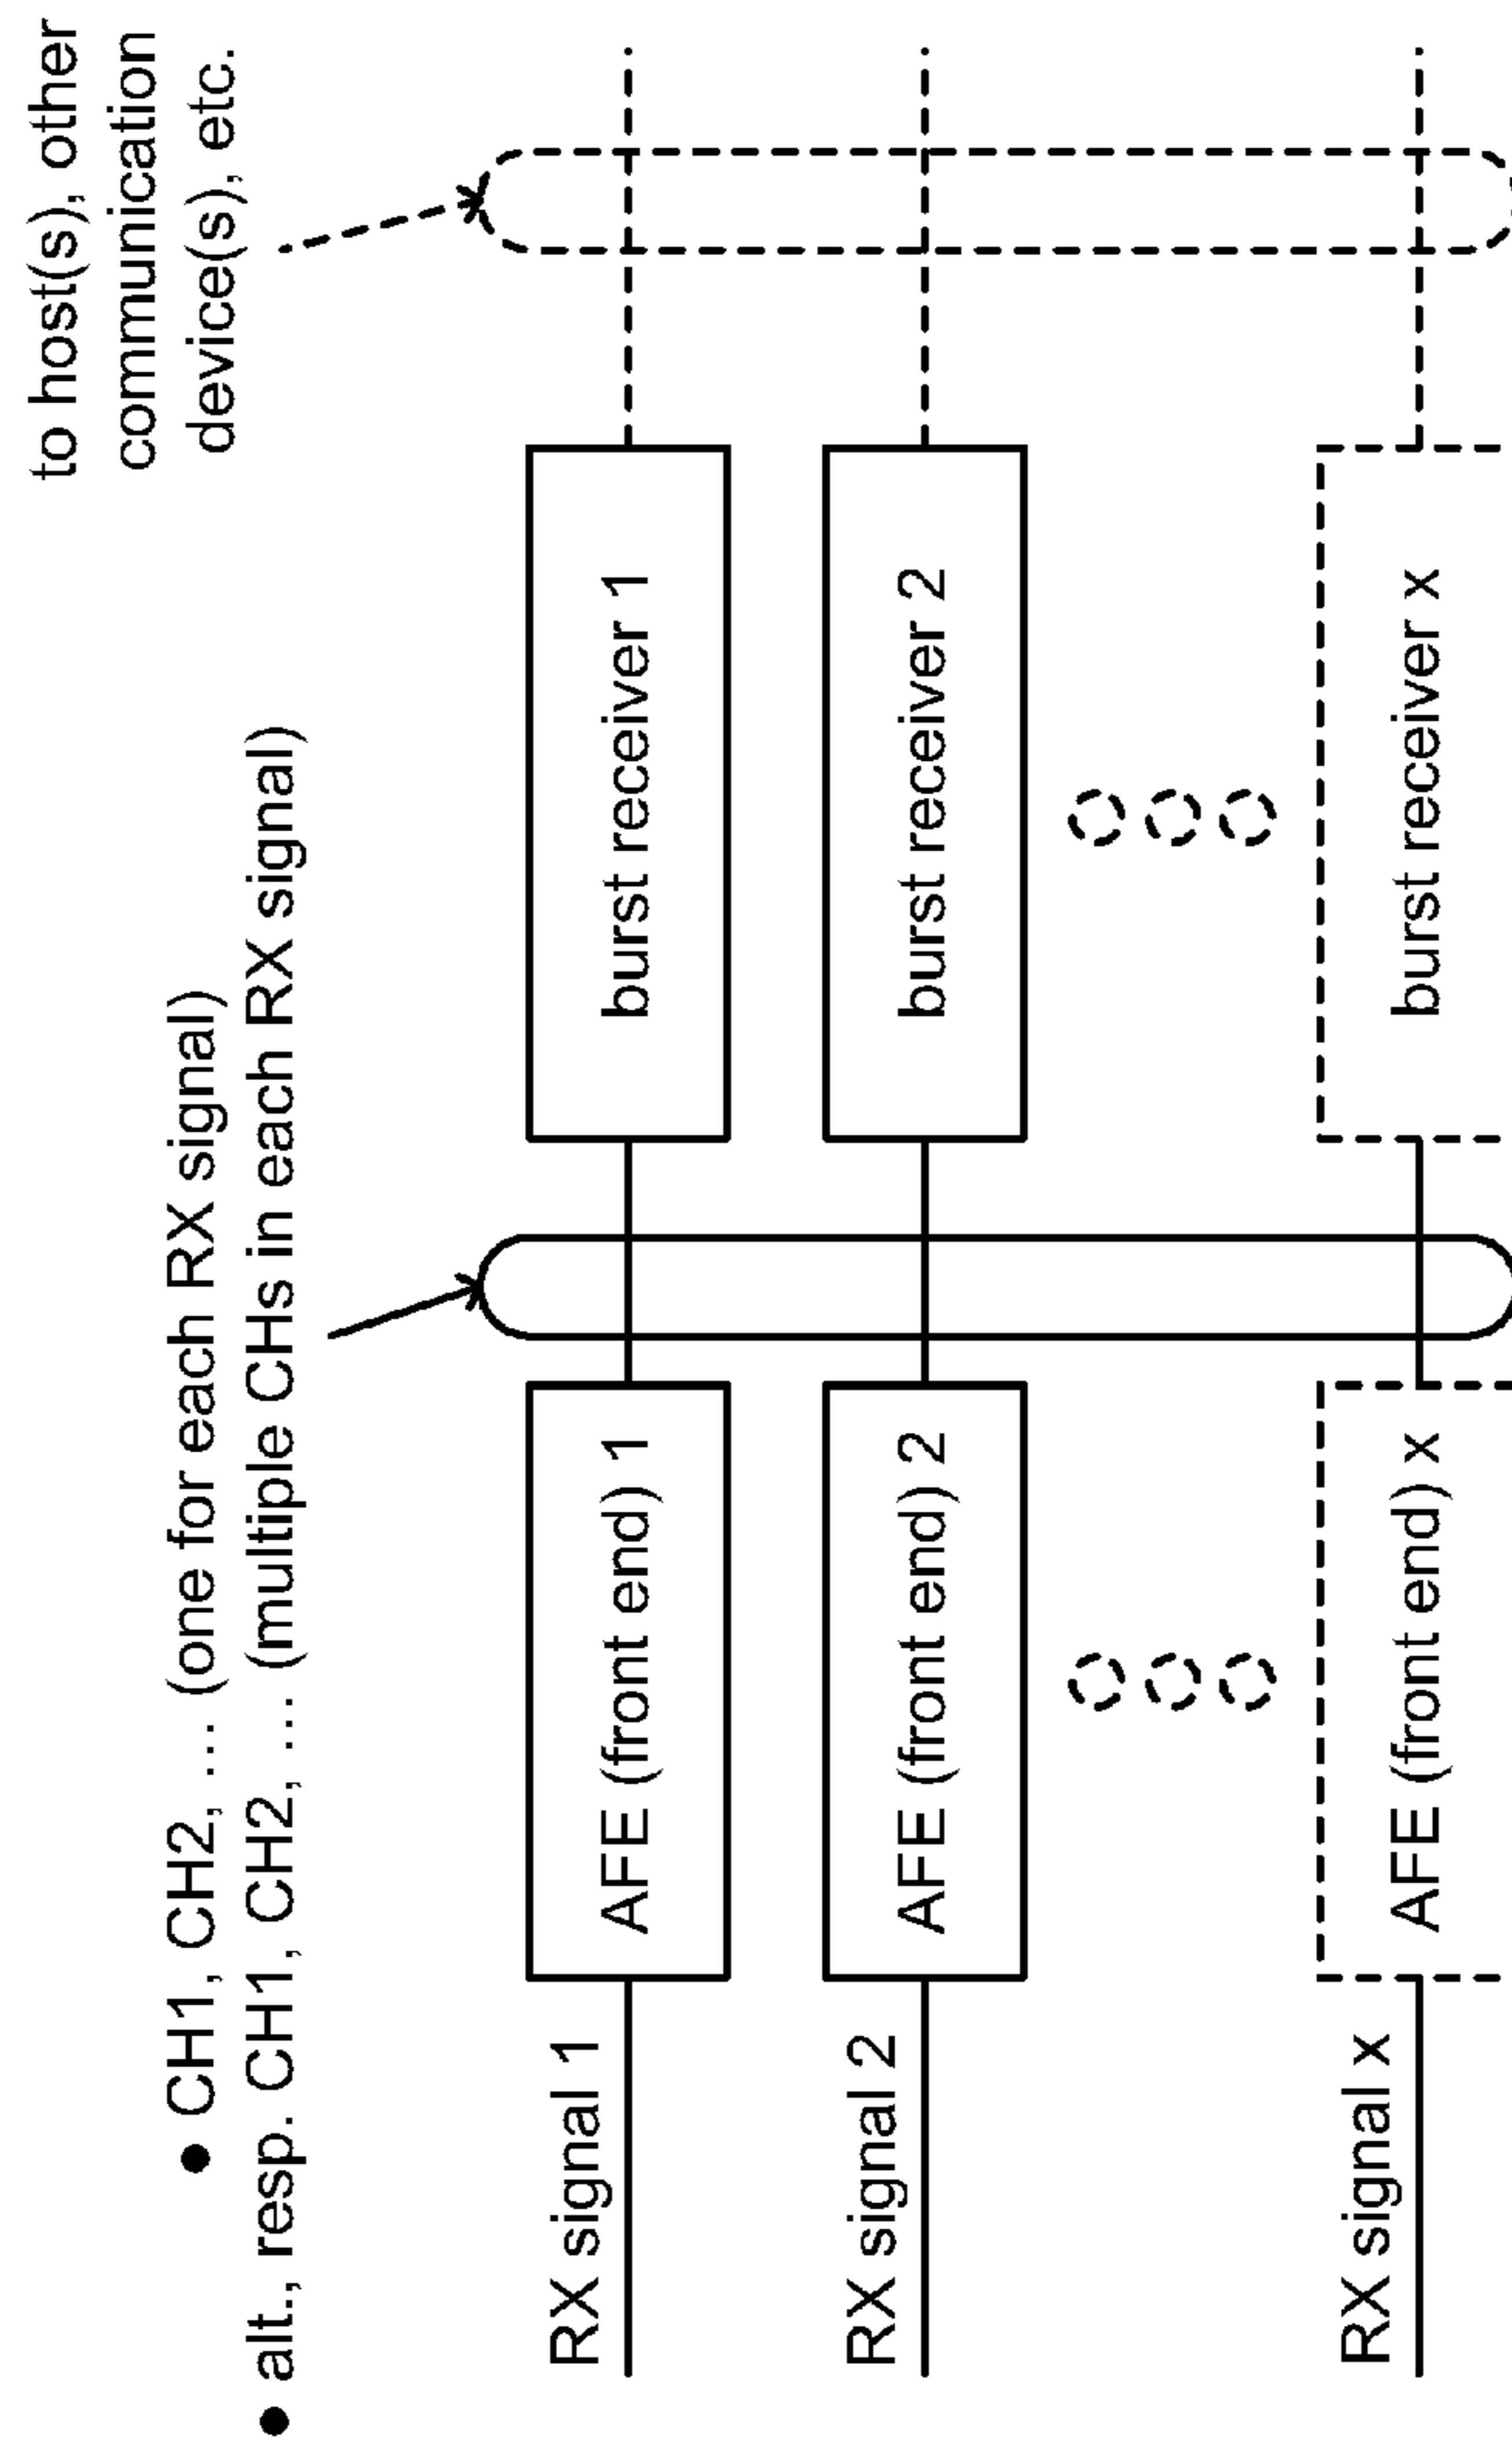 to host(s), other
communication
device(s), etc.
● CH1, CH2, … (one for each RX signal)
● alt., resp. CH1, CH2, … (multiple CHs in each RX signal)
RX signal 1
AFE (front end) 1
burst receiver 1
RX signal 2
AFE (front end) 2
burst receiver 2
RX signal x
AFE (front end) x
burst receiver x